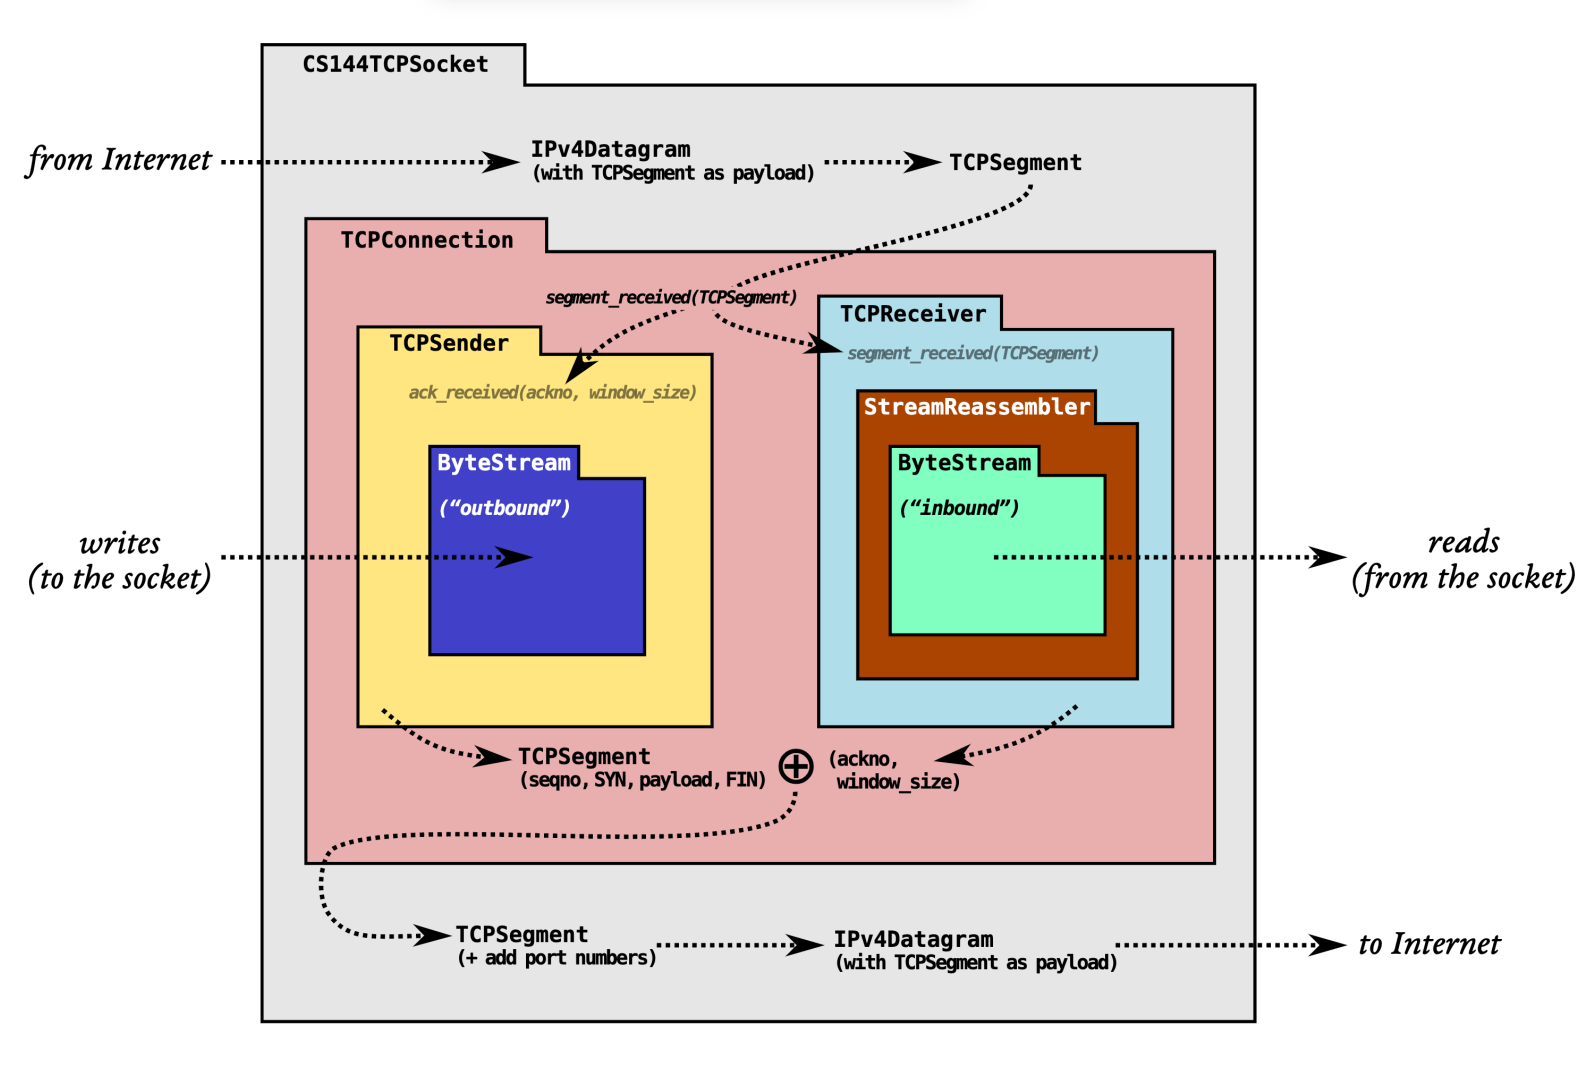 CS144TCPSocket
from Internet
IPv4Datagram
(with TCPSegment as payload)
TCPSegment
TCPConnection
segment_received(TCPSegment)
TCPSender
ack_received(ackno, window_size)
ByteStream
(“outbound”)
TCPReceiver
segment_received(TCPSegment)
StreamReassembler
ByteStream
(“inbound”)
writes
(to the socket)
reads
(from the socket)
TCPSegment
(seqno, SYN, payload, FIN)
(ackno,
window_size)
TCPSegment
(+ add port numbers)
IPv4Datagram
(with TCPSegment as payload)
to Internet